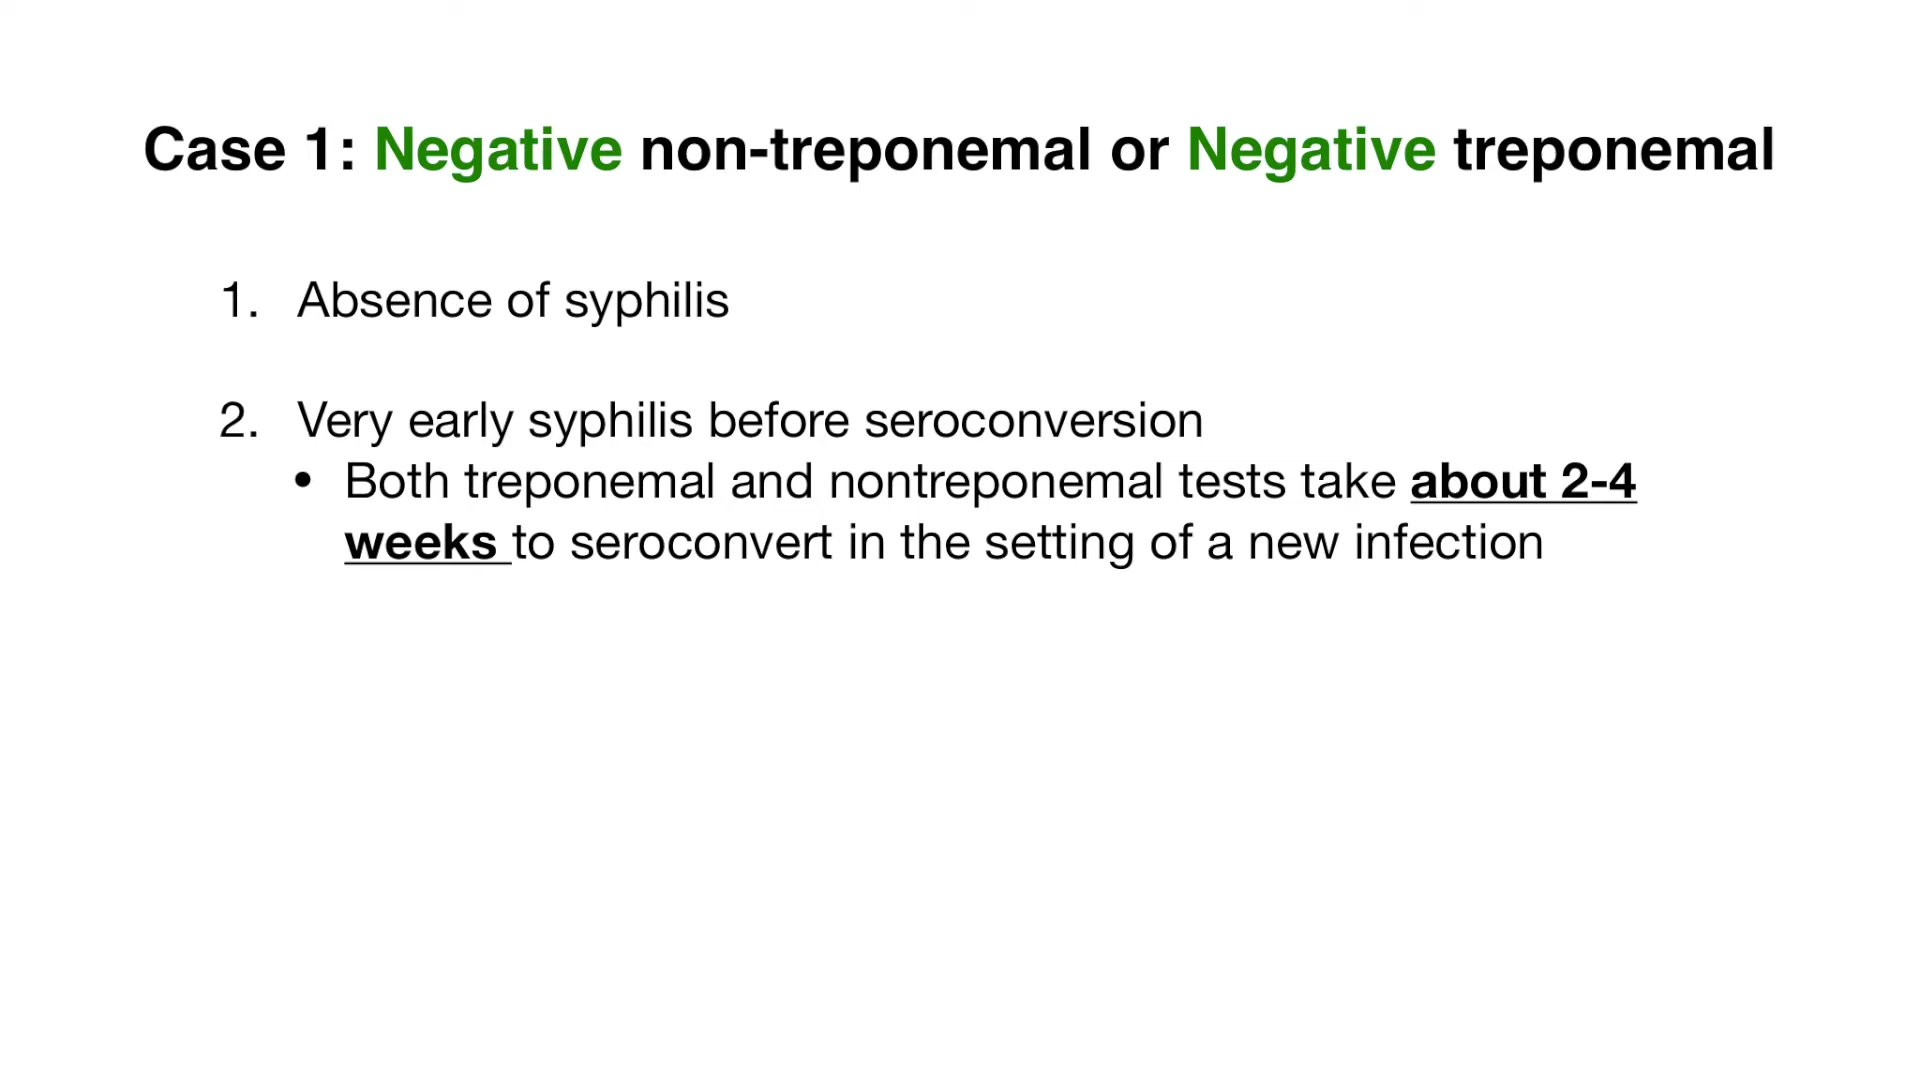 Case 1: Negative non-treponemal or Negative treponemal
1. Absence of syphilis
2. Very early syphilis before seroconversion
• Both treponemal and nontreponemal tests take about 2-4
weeks to seroconvert in the setting of a new infection